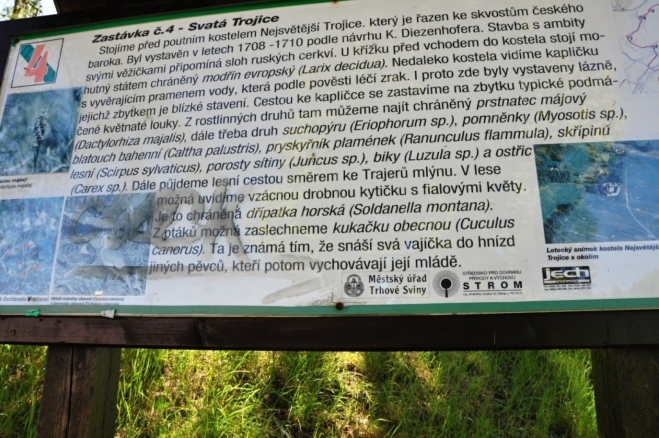 Zastávka č.4 - Svatá Trojice
4
Stojíme před poutním kostelem Nejsvětější Trojice, který je řazen ke skvostům českého
baroka. Byl vystavěn v letech 1708 -1710 podle návrhu K. Diezenhofera. Stavba s ambity
svými věžičkami připomíná sloh ruských cerkví. U křížku před vchodem do kostela stojí mo-
hutný státem chráněný modřín evropský (Larix decidua). Nedaleko kostela vidíme kapličku
s vyvěrajícím pramenem vody, která podle pověsti léčí zrak. I proto zde byly vystaveny lázně,
jejichž zbytkem je blízké stavení. Cestou ke kapličce se zastavíme na zbytku typické podmá-
čené květnaté louky. Z rostlinných druhů tam můžeme najít chráněný prstnatec májový
(Dactylorhiza majalis), dále třeba druh suchopýru (Eriophorum sp.), pomněnky (Myosotis sp.),
blatouch bahenní (Caltha palustris), pryskyřník plamének (Ranunculus flammula), skřípinu
lesní (Scirpus sylvaticus), porosty sítiny (Juncus sp.), biky (Luzula sp.) a ostřic
(Carex sp.). Dále půjdeme lesní cestou směrem ke Trajerů mlýnu. V lese
možná uvidíme vzácnou drobnou kytičku s fialovými květy.
Je to chráněná dřípatka horská (Soldanella montana).
Z ptáků možná zaslechneme kukačku obecnou (Cuculus
canorus). Ta je známá tím, že snáší svá vajíčka do hnízd
jiných pěvců, kteří potom vychovávají její mládě.
Letecký snímek kostela Nejsvětější
Trojice s okolím
Městský úřad
Trhové Sviny
STŘEDISKO PRO OCHRANU
PŘÍRODY A VÝCHOVU
STROM
JECH